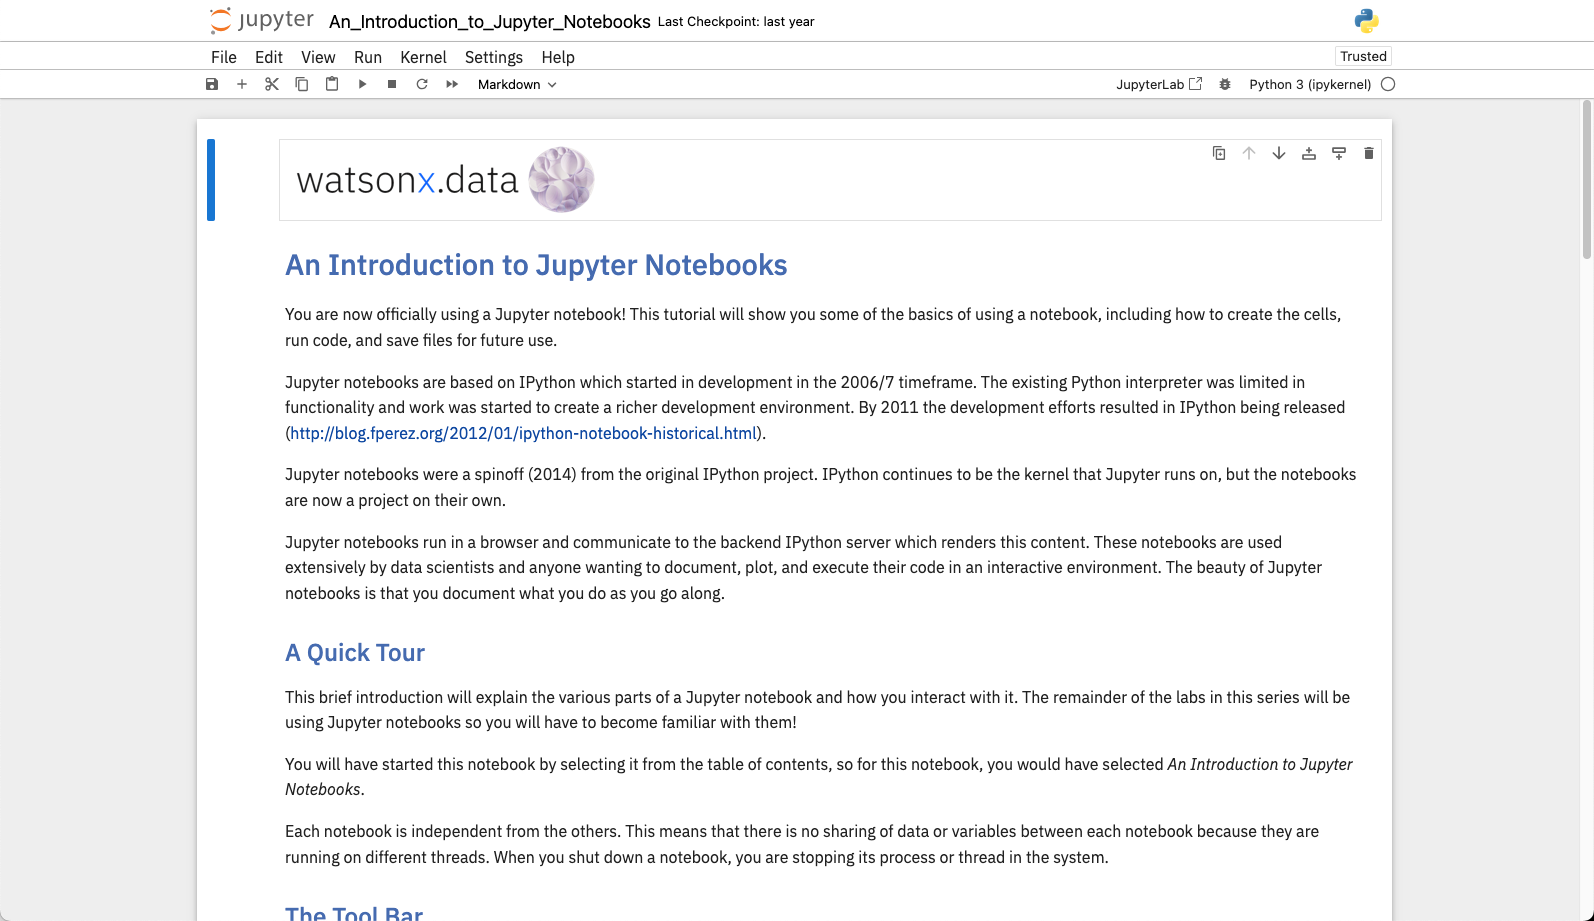 jupyter An_Introduction_to_Jupyter_Notebooks Last Checkpoint: last year
File Edit View Run Kernel Settings Help Trusted
Markdown JupyterLab Python 3 (ipykernel)
watsonx.data
An Introduction to Jupyter Notebooks
You are now officially using a Jupyter notebook! This tutorial will show you some of the basics of using a notebook, including how to create the cells,
run code, and save files for future use.
Jupyter notebooks are based on IPython which started in development in the 2006/7 timeframe. The existing Python interpreter was limited in
functionality and work was started to create a richer development environment. By 2011 the development efforts resulted in IPython being released
(http://blog.fperez.org/2012/01/ipython-notebook-historical.html).
Jupyter notebooks were a spinoff (2014) from the original IPython project. IPython continues to be the kernel that Jupyter runs on, but the notebooks
are now a project on their own.
Jupyter notebooks run in a browser and communicate to the backend IPython server which renders this content. These notebooks are used
extensively by data scientists and anyone wanting to document, plot, and execute their code in an interactive environment. The beauty of Jupyter
notebooks is that you document what you do as you go along.
A Quick Tour
This brief introduction will explain the various parts of a Jupyter notebook and how you interact with it. The remainder of the labs in this series will be
using Jupyter notebooks so you will have to become familiar with them!
You will have started this notebook by selecting it from the table of contents, so for this notebook, you would have selected An Introduction to Jupyter
Notebooks.
Each notebook is independent from the others. This means that there is no sharing of data or variables between each notebook because they are
running on different threads. When you shut down a notebook, you are stopping its process or thread in the system.
The Tool Bar